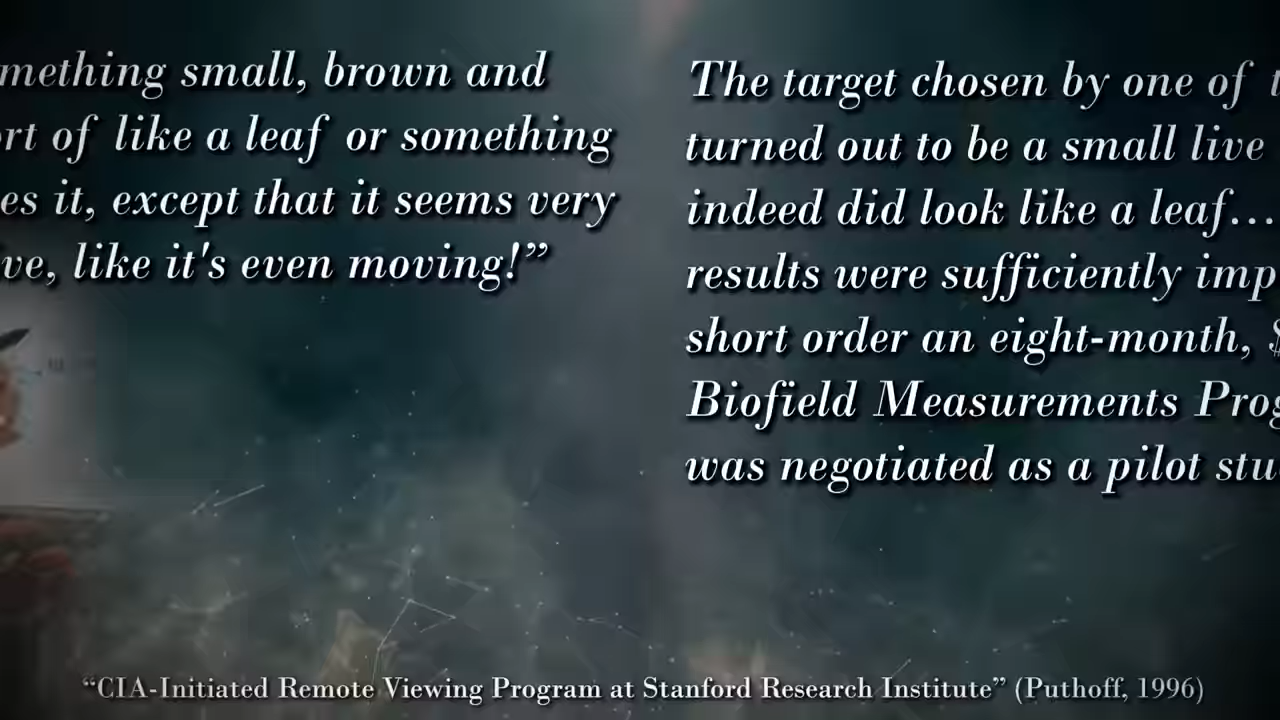 mething small, brown and
rt of like a leaf or something
es it, except that it seems very
ve, like it's even moving!”
The target chosen by one of t
turned out to be a small live
indeed did look like a leaf...
results were sufficiently imp
short order an eight-month, $
Biofield Measurements Prog
was negotiated as a pilot stu
“CIA-Initiated Remote Viewing Program at Stanford Research Institute” (Puthoff, 1996)